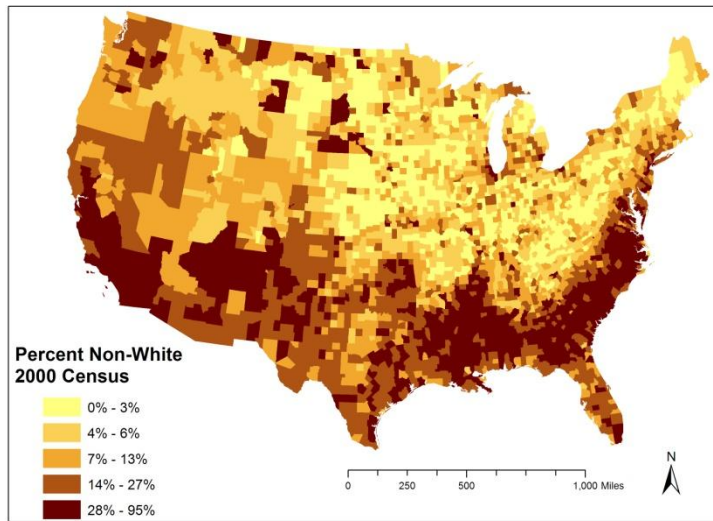 Percent Non-White
2000 Census
0% - 3%
4% - 6%
7% - 13%
14% - 27%
28% - 95%
N
0 250 500 1,000 Miles